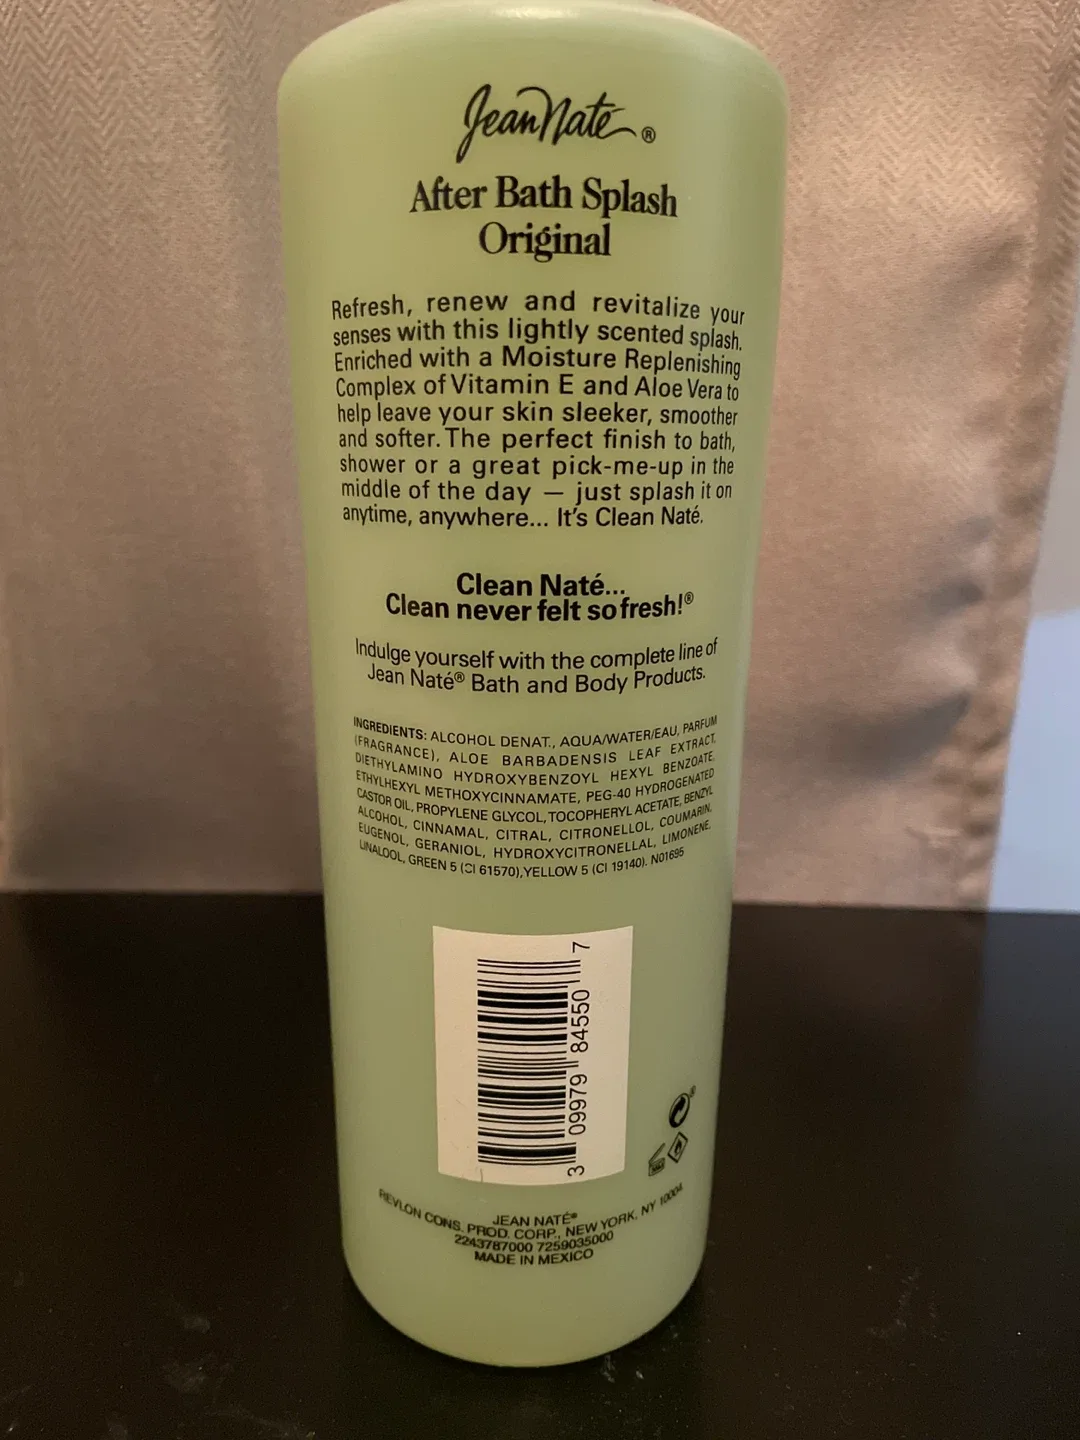 Jean Naté®
After Bath Splash
Original
Refresh, renew and revitalize your
senses with this lightly scented splash.
Enriched with a Moisture Replenishing
Complex of Vitamin E and Aloe Vera to
help leave your skin sleeker, smoother
and softer. The perfect finish to bath,
shower or a great pick-me-up in the
middle of the day — just splash it on
anytime, anywhere... It's Clean Naté.
Clean Naté...
Clean never felt so fresh!®
Indulge yourself with the complete line of
Jean Naté® Bath and Body Products.
INGREDIENTS: ALCOHOL DENAT., AQUA/WATER/EAU, PARFUM
(FRAGRANCE), ALOE BARBADENSIS LEAF EXTRACT,
DIETHYLAMINO HYDROXYBENZOYL HEXYL BENZOATE,
ETHYLHEXYL METHOXYCINNAMATE, PEG-40 HYDROGENATED
CASTOR OIL, PROPYLENE GLYCOL, TOCOPHERYL ACETATE, BENZYL
ALCOHOL, CINNAMAL, CITRAL, CITRONELLOL, COUMARIN,
EUGENOL, GERANIOL, HYDROXYCITRONELLAL, LIMONENE,
LINALOOL, GREEN 5 (CI 61570), YELLOW 5 (CI 19140). N01695
3 09979 84550 7
JEAN NATÉ®
REVLON CONS. PROD. CORP., NEW YORK, NY 10004
2243787000 7259035000
MADE IN MEXICO